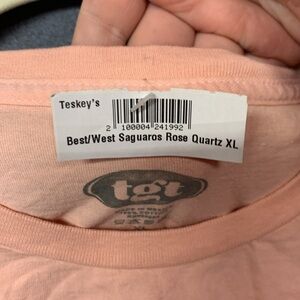 Teskey's
2 100004 241992
Best/West Saguaros Rose Quartz XL
tgt